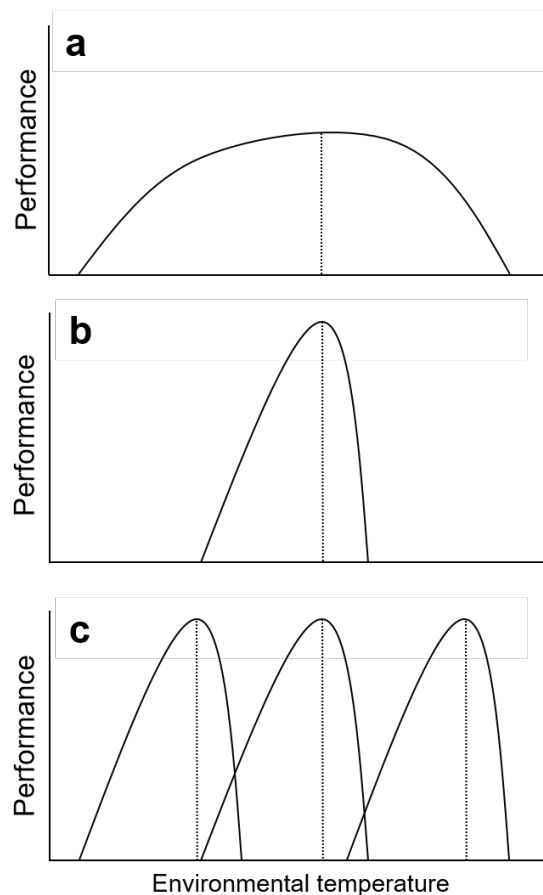 a
Performance
b
Performance
c
Performance
Environmental temperature